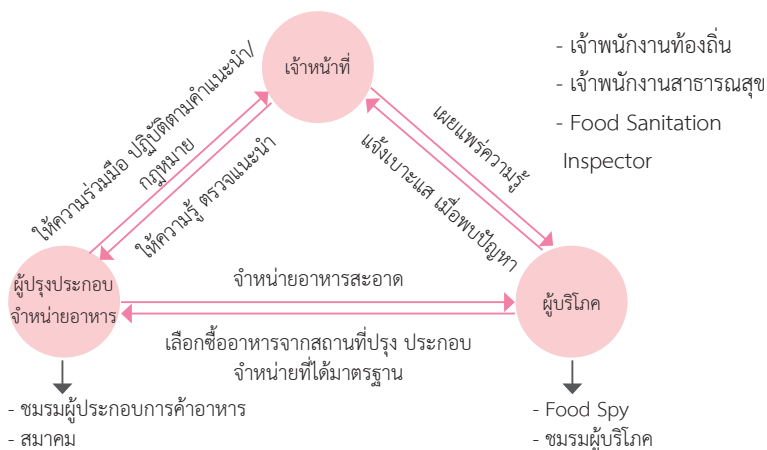 เจ้าหน้าที่
- เจ้าพนักงานท้องถิ่น
- เจ้าพนักงานสาธารณสุข
- Food Sanitation
Inspector
ให้ความร่วมมือ ปฏิบัติตามคำแนะนำ/
กฎหมาย
ให้ความรู้ ตรวจแนะนำ
เผยแพร่ความรู้
แจ้งเบาะแส เมื่อพบปัญหา
ผู้ปรุงประกอบ
จำหน่ายอาหาร
จำหน่ายอาหารสะอาด
ผู้บริโภค
เลือกซื้ออาหารจากสถานที่ปรุง ประกอบ
จำหน่ายที่ได้มาตรฐาน
- ชมรมผู้ประกอบการค้าอาหาร
- สมาคม
- Food Spy
- ชมรมผู้บริโภค